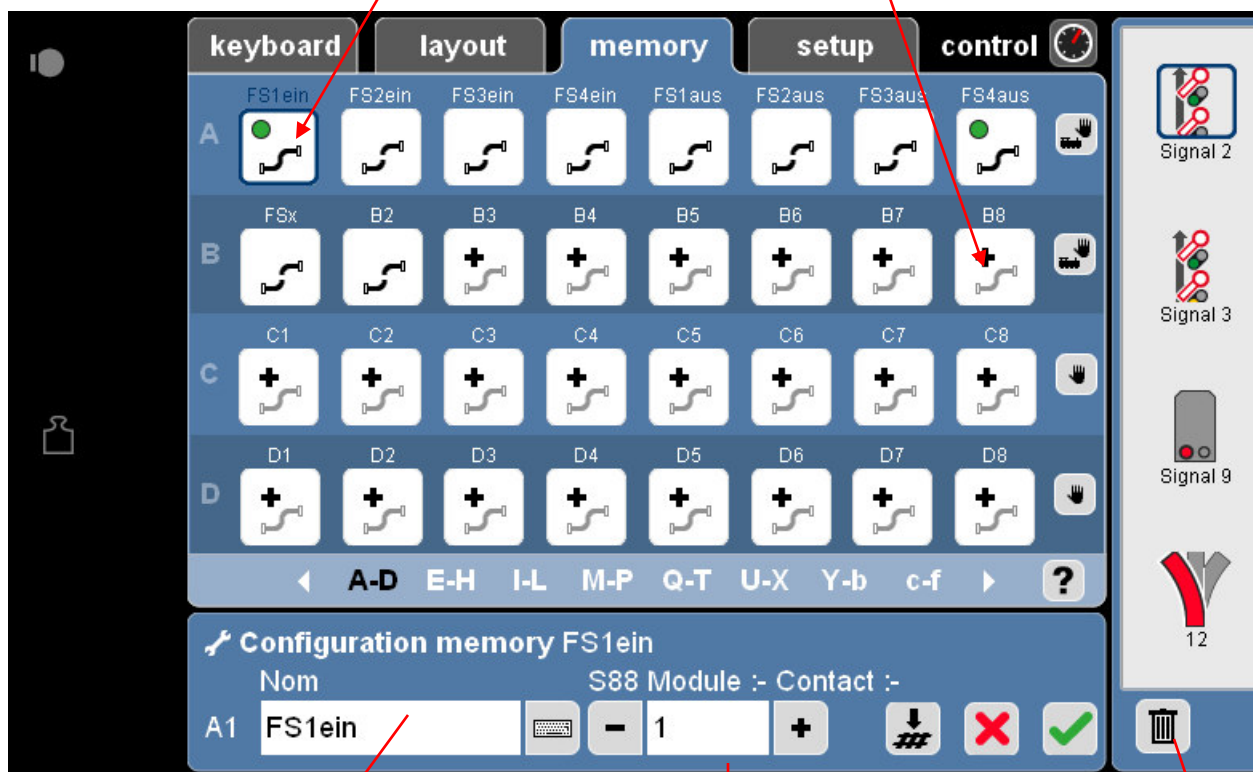 keyboard layout memory setup control
FS1ein FS2ein FS3ein FS4ein FS1aus FS2aus FS3aus FS4aus
A
FSx B2 B3 B4 B5 B6 B7 B8
B
C1 C2 C3 C4 C5 C6 C7 C8
C
D1 D2 D3 D4 D5 D6 D7 D8
D
A-D E-H I-L M-P Q-T U-X Y-b c-f ?
Configuration memory FS1ein
Nom S88 Module :- Contact :-
A1 FS1ein 1
Signal 2
Signal 3
Signal 9
12